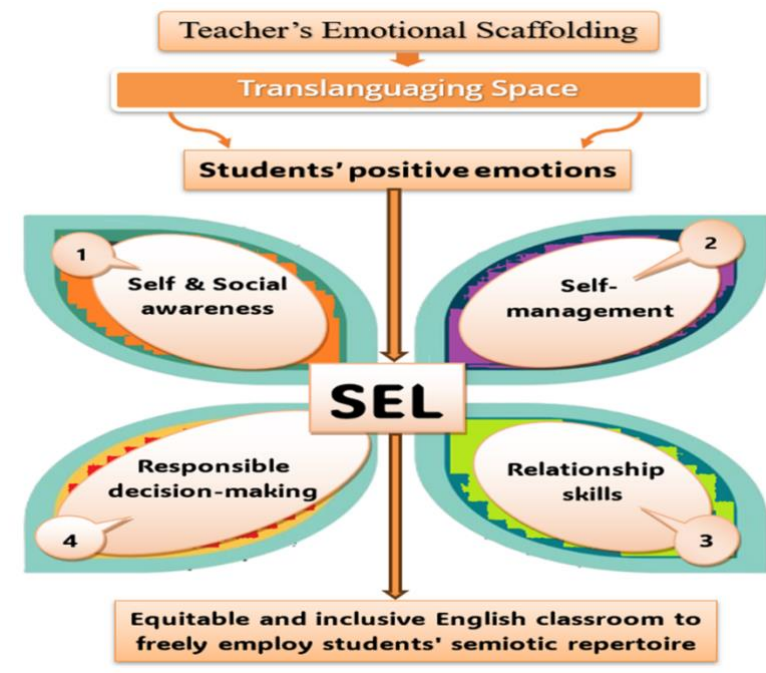 Teacher's Emotional Scaffolding
Translanguaging Space
Students' positive emotions
1
Self & Social
awareness
2
Self-
management
SEL
Responsible
decision-making
4
Relationship
skills
3
Equitable and inclusive English classroom to
freely employ students' semiotic repertoire